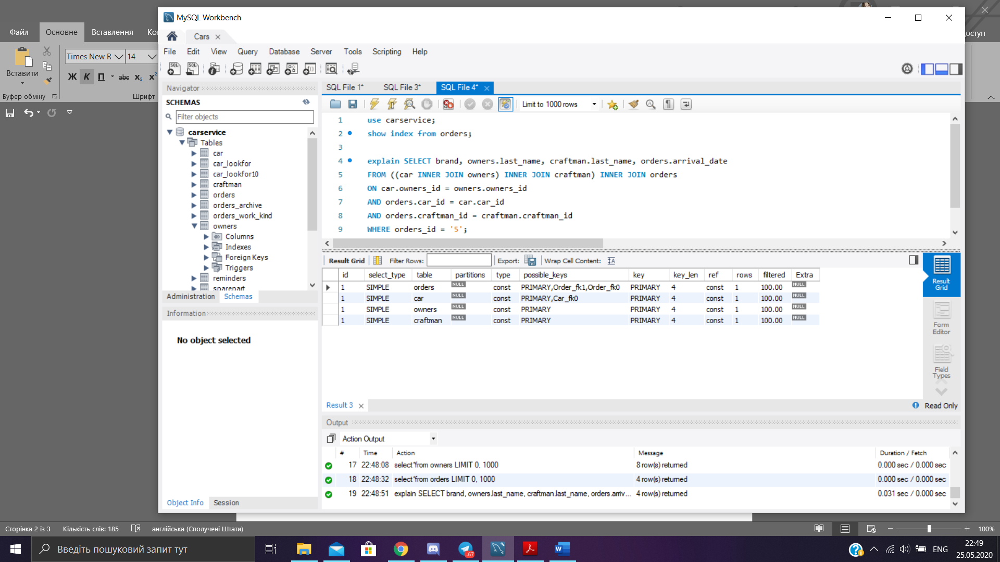 MySQL Workbench
Файл
Основне
Вставлення
Ко
оступ
Cars
File Edit View Query Database Server Tools Scripting Help
Times New R
14
Вставити
Ж К П abc x₂ x²
Буфер обміну
Шрифт
Navigator
SCHEMAS
Filter objects
carservice
Tables
car
car_lookfor
car_lookfor10
craftman
orders
orders_archive
orders_work_kind
owners
Columns
Indexes
Foreign Keys
Triggers
reminders
sparepart
Administration Schemas
Information
No object selected
Object Info Session
SQL File 1* SQL File 3* SQL File 4*
Limit to 1000 rows
1 use carservice;
2 show index from orders;
3
4 explain SELECT brand, owners.last_name, craftman.last_name, orders.arrival_date
5 FROM ((car INNER JOIN owners) INNER JOIN craftman) INNER JOIN orders
6 ON car.owners_id = owners.owners_id
7 AND orders.car_id = car.car_id
8 AND orders.craftman_id = craftman.craftman_id
9 WHERE orders_id = '5';
Result Grid Filter Rows: Export: Wrap Cell Content:
id select_type table partitions type possible_keys key key_len ref rows filtered Extra
1 SIMPLE orders NULL const PRIMARY,Order_fk1,Order_fk0 PRIMARY 4 const 1 100.00 NULL
1 SIMPLE car NULL const PRIMARY,Car_fk0 PRIMARY 4 const 1 100.00 NULL
1 SIMPLE owners NULL const PRIMARY PRIMARY 4 const 1 100.00 NULL
1 SIMPLE craftman NULL const PRIMARY PRIMARY 4 const 1 100.00 NULL
Result Grid
Form Editor
Field Types
Result 3
Read Only
Output
Action Output
# Time Action Message Duration / Fetch
17 22:48:08 select*from owners LIMIT 0, 1000 8 row(s) returned 0.000 sec / 0.000 sec
18 22:48:32 select*from orders LIMIT 0, 1000 4 row(s) returned 0.000 sec / 0.000 sec
19 22:48:51 explain SELECT brand, owners.last_name, craftman.last_name, orders.arriv... 4 row(s) returned 0.031 sec / 0.000 sec
Сторінка 2 із 3 Кількість слів: 185 англійська (Сполучені Штати)
100%
Введіть пошуковий запит тут
..67
ENG
22:49
25.05.2020